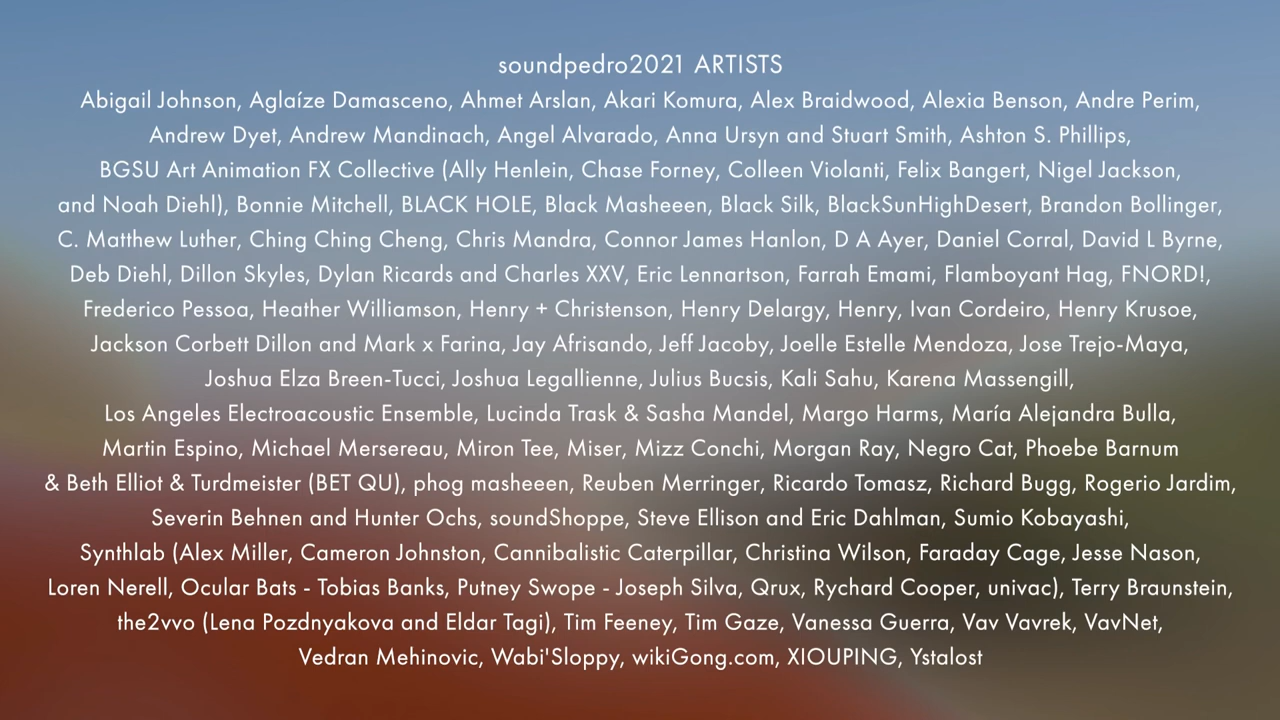 soundpedro2021 ARTISTS
Abigail Johnson, Aglaíze Damasceno, Ahmet Arslan, Akari Komura, Alex Braidwood, Alexia Benson, Andre Perim,
Andrew Dyet, Andrew Mandinach, Angel Alvarado, Anna Ursyn and Stuart Smith, Ashton S. Phillips,
BGSU Art Animation FX Collective (Ally Henlein, Chase Forney, Colleen Violanti, Felix Bangert, Nigel Jackson,
and Noah Diehl), Bonnie Mitchell, BLACK HOLE, Black Masheeen, Black Silk, BlackSunHighDesert, Brandon Bollinger,
C. Matthew Luther, Ching Ching Cheng, Chris Mandra, Connor James Hanlon, D A Ayer, Daniel Corral, David L Byrne,
Deb Diehl, Dillon Skyles, Dylan Ricards and Charles XXV, Eric Lennartson, Farrah Emami, Flamboyant Hag, FNORD!,
Frederico Pessoa, Heather Williamson, Henry + Christenson, Henry Delargy, Henry, Ivan Cordeiro, Henry Krusoe,
Jackson Corbett Dillon and Mark x Farina, Jay Afrisando, Jeff Jacoby, Joelle Estelle Mendoza, Jose Trejo-Maya,
Joshua Elza Breen-Tucci, Joshua Legallienne, Julius Bucsis, Kali Sahu, Karena Massengill,
Los Angeles Electroacoustic Ensemble, Lucinda Trask & Sasha Mandel, Margo Harms, María Alejandra Bulla,
Martin Espino, Michael Mersereau, Miron Tee, Miser, Mizz Conchi, Morgan Ray, Negro Cat, Phoebe Barnum
& Beth Elliot & Turdmeister (BET QU), phog masheeen, Reuben Merringer, Ricardo Tomasz, Richard Bugg, Rogerio Jardim,
Severin Behnen and Hunter Ochs, soundShoppe, Steve Ellison and Eric Dahlman, Sumio Kobayashi,
Synthlab (Alex Miller, Cameron Johnston, Cannibalistic Caterpillar, Christina Wilson, Faraday Cage, Jesse Nason,
Loren Nerell, Ocular Bats - Tobias Banks, Putney Swope - Joseph Silva, Qrux, Rychard Cooper, univac), Terry Braunstein,
the2vvo (Lena Pozdnyakova and Eldar Tagi), Tim Feeney, Tim Gaze, Vanessa Guerra, Vav Vavrek, VavNet,
Vedran Mehinovic, Wabi'Sloppy, wikiGong.com, XIOUPING, Ystalost